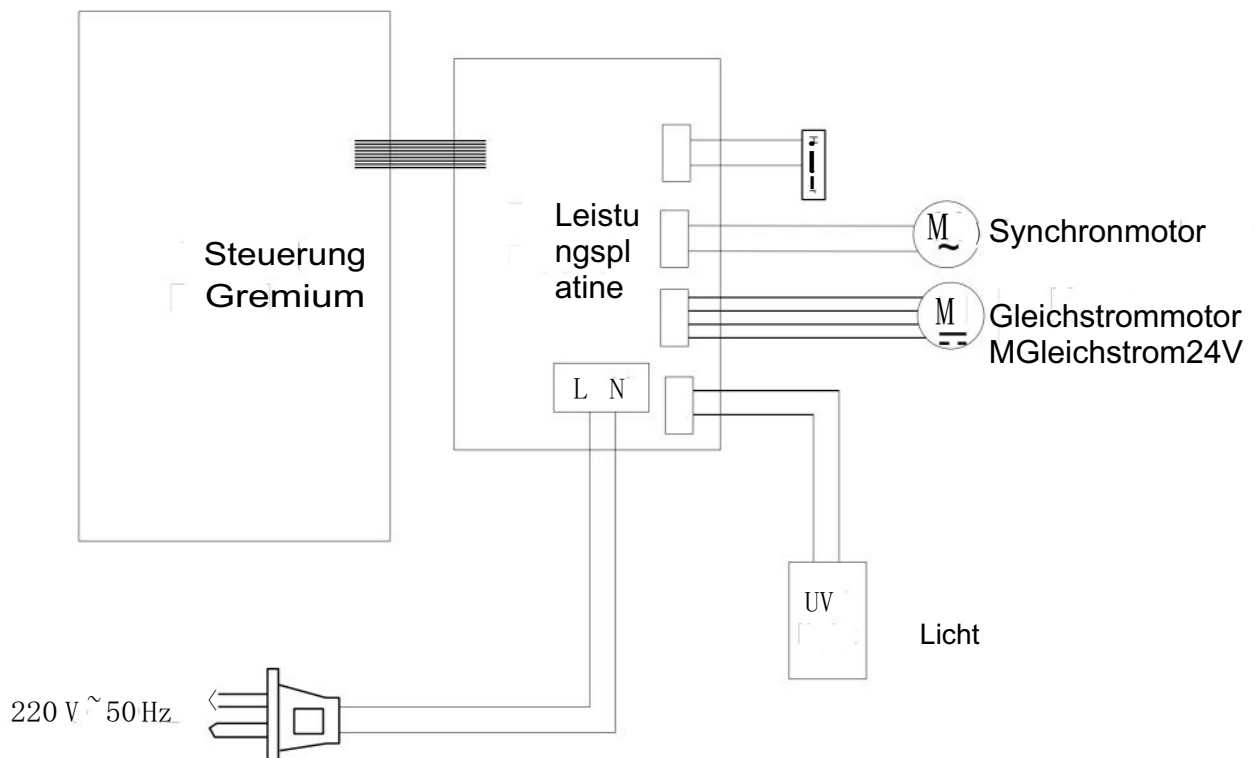 Steuerung
Gremium
Leistu
ngspl
atine
M
~
Synchronmotor
M
Gleichstrommotor
MGleichstrom24V
L N
UV
Licht
220 V ~ 50 Hz